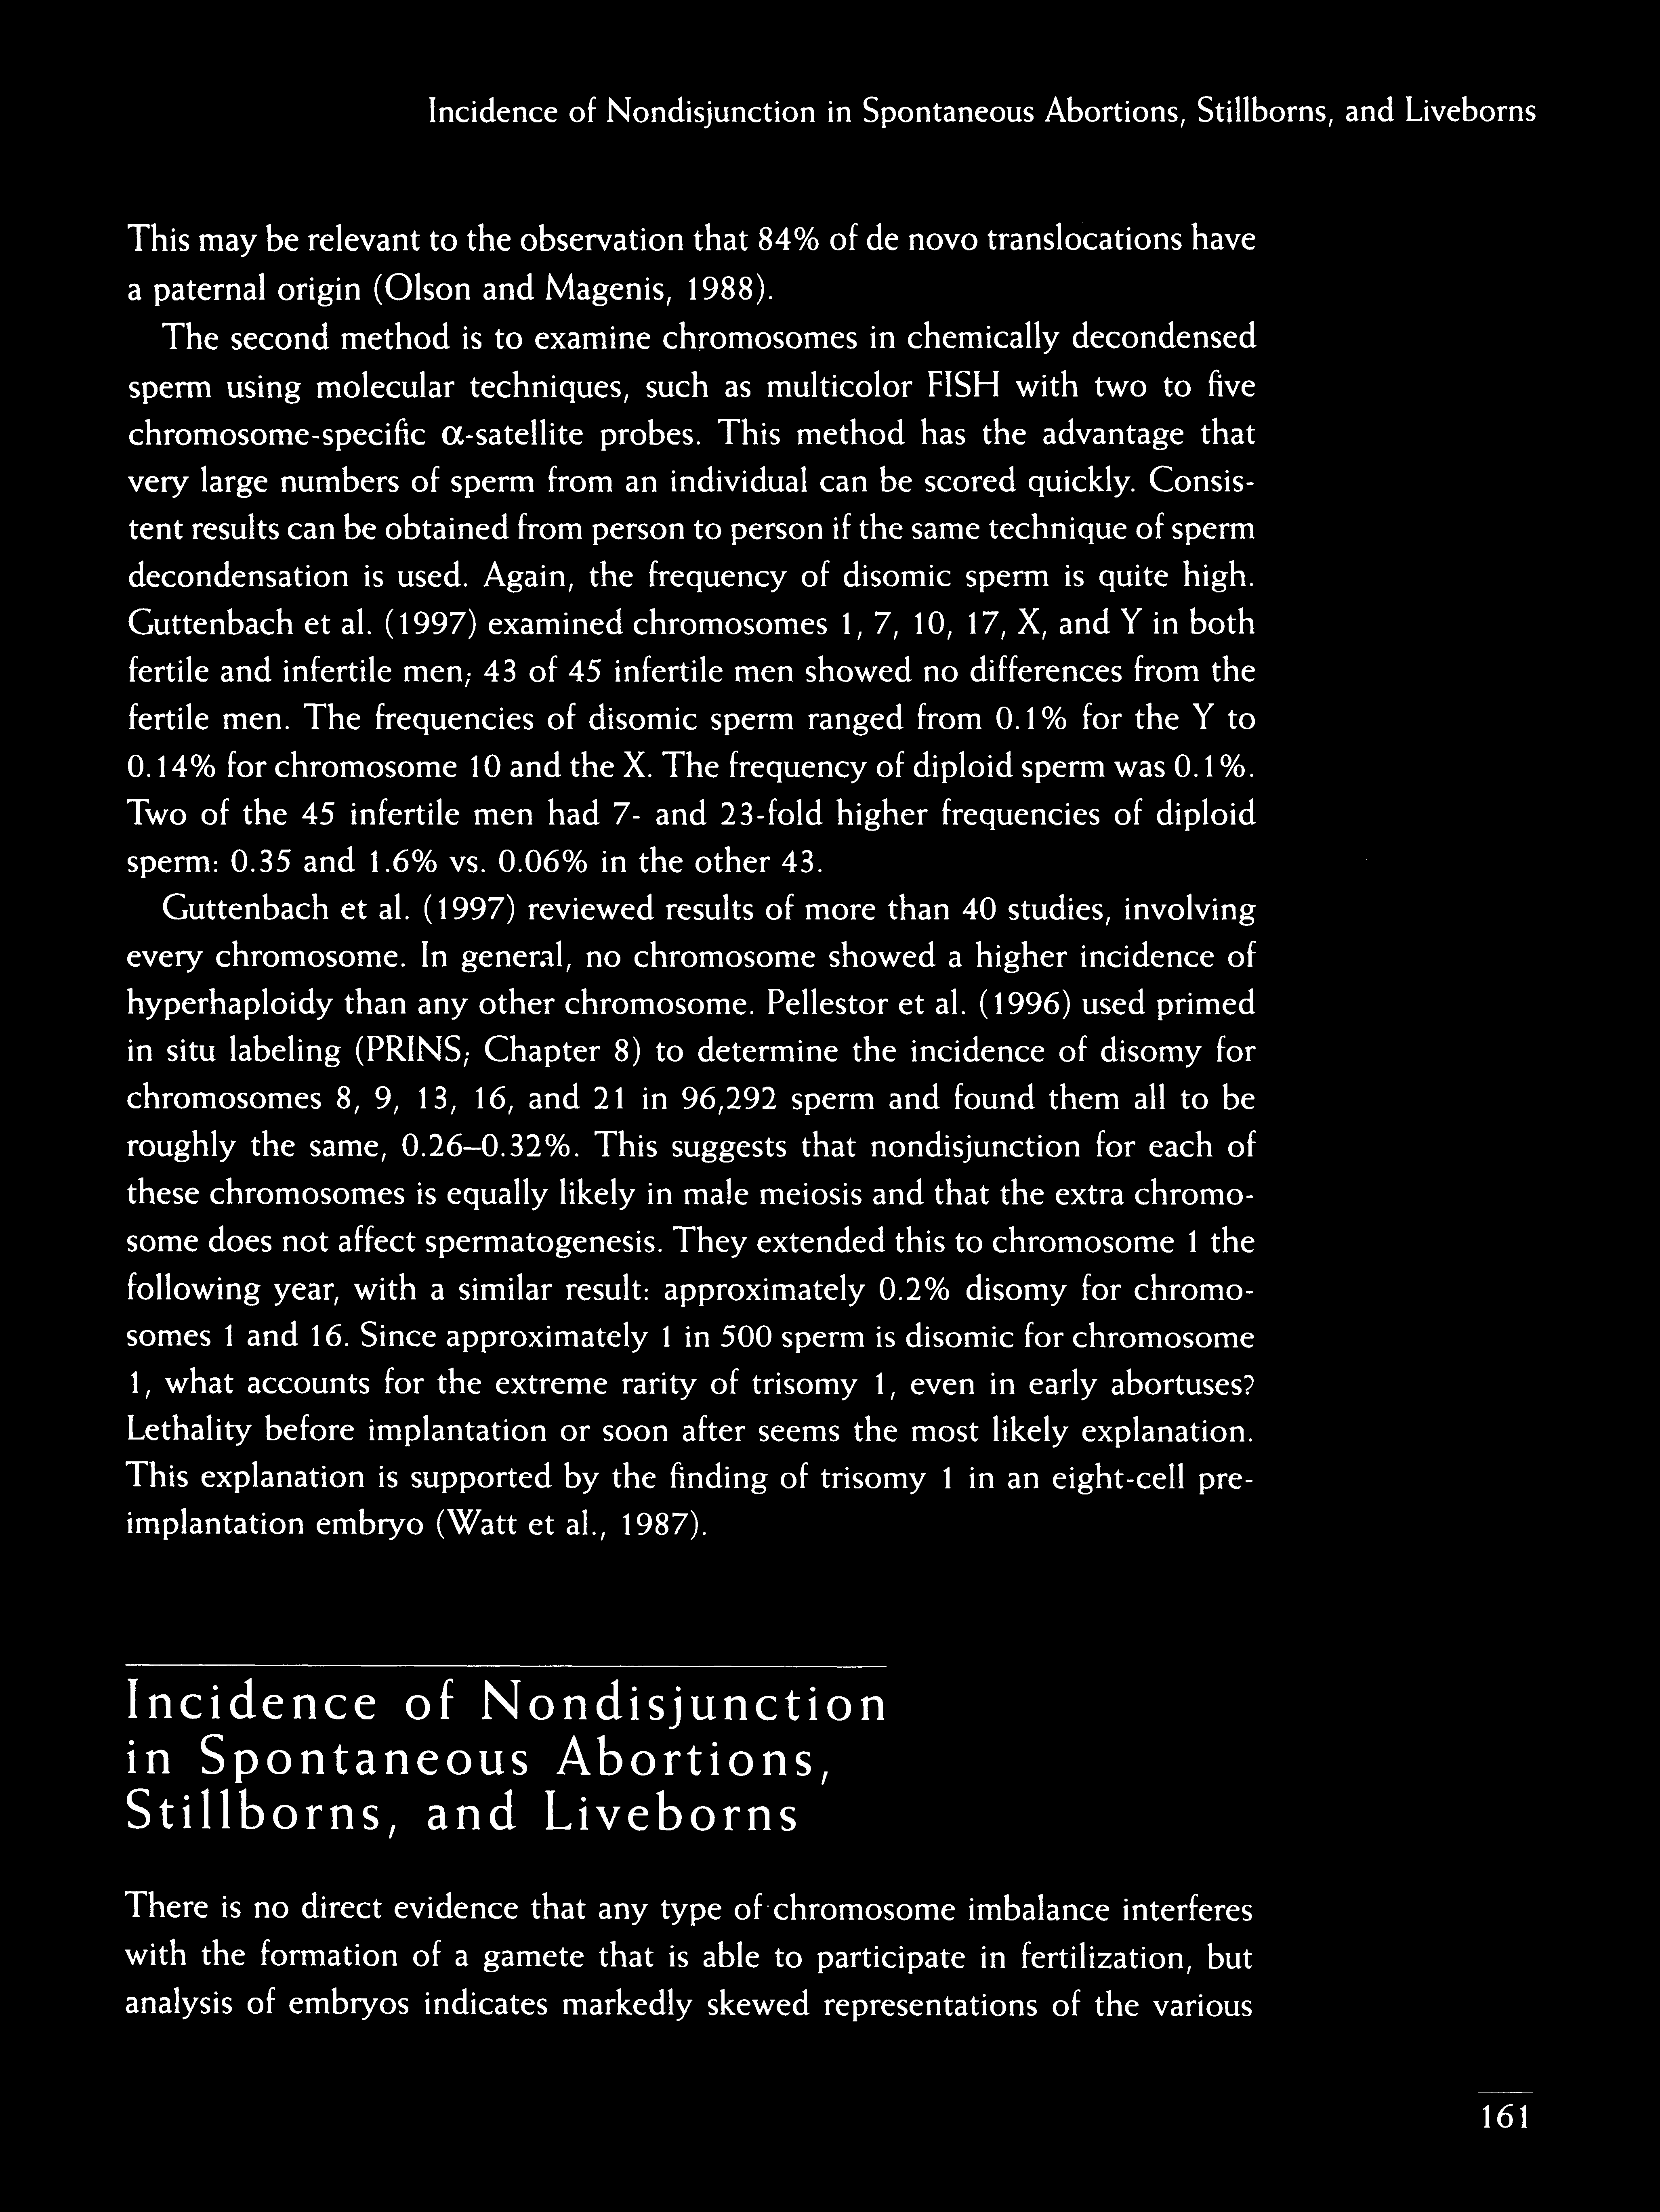 Incidence of Nondisjunction in Spontaneous Abortions, Stillborns, and Liveborns
This may be relevant to the observation that 84% of de novo translocations have
a paternal origin (Olson and Magenis, 1988).
The second method is to examine chromosomes in chemically decondensed
sperm using molecular techniques, such as multicolor FISH with two to five
chromosome-specific α-satellite probes. This method has the advantage that
very large numbers of sperm from an individual can be scored quickly. Consis-
tent results can be obtained from person to person if the same technique of sperm
decondensation is used. Again, the frequency of disomic sperm is quite high.
Guttenbach et al. (1997) examined chromosomes 1, 7, 10, 17, X, and Y in both
fertile and infertile men; 43 of 45 infertile men showed no differences from the
fertile men. The frequencies of disomic sperm ranged from 0.1% for the Y to
0.14% for chromosome 10 and the X. The frequency of diploid sperm was 0.1%.
Two of the 45 infertile men had 7- and 23-fold higher frequencies of diploid
sperm: 0.35 and 1.6% vs. 0.06% in the other 43.
Guttenbach et al. (1997) reviewed results of more than 40 studies, involving
every chromosome. In general, no chromosome showed a higher incidence of
hyperhaploidy than any other chromosome. Pellestor et al. (1996) used primed
in situ labeling (PRINS; Chapter 8) to determine the incidence of disomy for
chromosomes 8, 9, 13, 16, and 21 in 96,292 sperm and found them all to be
roughly the same, 0.26–0.32%. This suggests that nondisjunction for each of
these chromosomes is equally likely in male meiosis and that the extra chromo-
some does not affect spermatogenesis. They extended this to chromosome 1 the
following year, with a similar result: approximately 0.2% disomy for chromo-
somes 1 and 16. Since approximately 1 in 500 sperm is disomic for chromosome
1, what accounts for the extreme rarity of trisomy 1, even in early abortuses?
Lethality before implantation or soon after seems the most likely explanation.
This explanation is supported by the finding of trisomy 1 in an eight-cell pre-
implantation embryo (Watt et al., 1987).
Incidence of Nondisjunction
in Spontaneous Abortions,
Stillborns, and Liveborns
There is no direct evidence that any type of chromosome imbalance interferes
with the formation of a gamete that is able to participate in fertilization, but
analysis of embryos indicates markedly skewed representations of the various
161